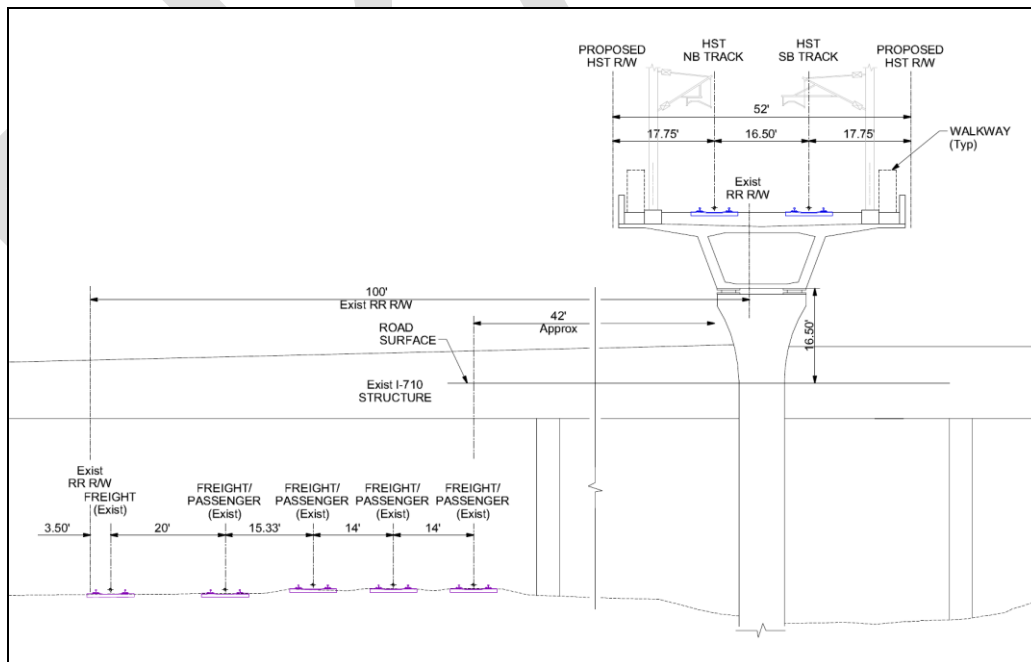 PROPOSED
HST R/W
HST
NB TRACK
HST
SB TRACK
PROPOSED
HST R/W
52'
17.75'
16.50'
17.75'
WALKWAY
(Typ)
Exist
RR R/W
100'
Exist RR R/W
42'
Approx
ROAD
SURFACE
16.50'
Exist I-710
STRUCTURE
Exist
RR R/W
FREIGHT
(Exist)
FREIGHT/
PASSENGER
(Exist)
FREIGHT/
PASSENGER
(Exist)
FREIGHT/
PASSENGER
(Exist)
FREIGHT/
PASSENGER
(Exist)
3.50'
20'
15.33'
14'
14'